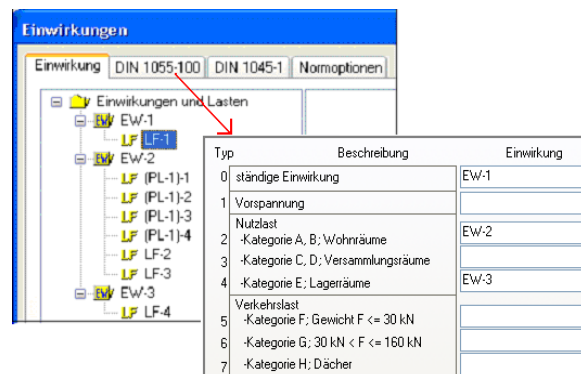 Einwirkungen
Einwirkung DIN 1055-100 DIN 1045-1 Normoptionen
Einwirkungen und Lasten
EW EW-1
LF LF-1
EW EW-2
LF (PL-1)-1
LF (PL-1)-2
LF (PL-1)-3
LF (PL-1)-4
LF LF-2
LF LF-3
EW EW-3
LF LF-4
Typ Beschreibung Einwirkung
0 ständige Einwirkung EW-1
1 Vorspannung
Nutzlast
2 -Kategorie A, B; Wohnräume EW-2
3 -Kategorie C, D; Versammlungsräume
4 -Kategorie E; Lagerräume EW-3
Verkehrslast
5 -Kategorie F; Gewicht F <= 30 kN
6 -Kategorie G; 30 kN < F <= 160 kN
7 -Kategorie H; Dächer